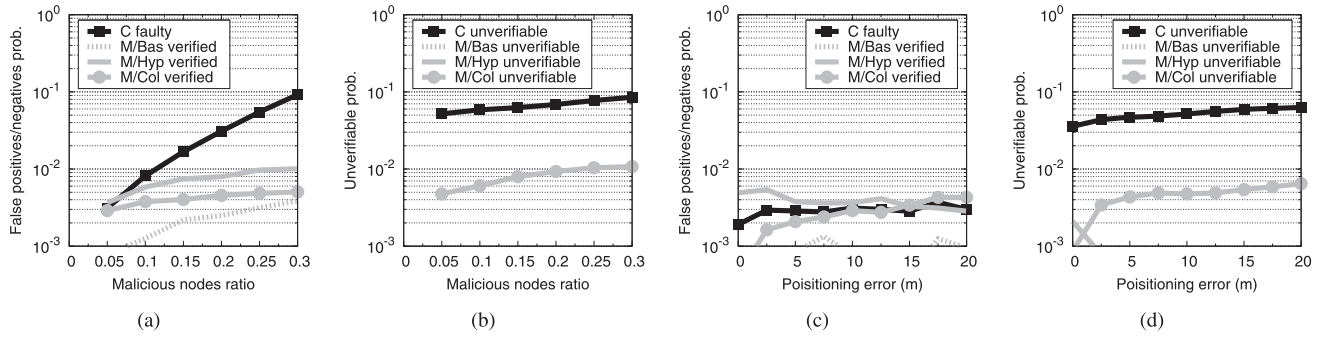 10^0
10^-1
10^-2
10^-3
False positives/negatives prob.
C faulty
M/Bas verified
M/Hyp verified
M/Col verified
0 0.05 0.1 0.15 0.2 0.25 0.3
Malicious nodes ratio
(a)
10^0
10^-1
10^-2
10^-3
Unverifiable prob.
C unverifiable
M/Bas unverifiable
M/Hyp unverifiable
M/Col unverifiable
0 0.05 0.1 0.15 0.2 0.25 0.3
Malicious nodes ratio
(b)
10^0
10^-1
10^-2
10^-3
False positives/negatives prob.
C faulty
M/Bas verified
M/Hyp verified
M/Col verified
0 5 10 15 20
Poisitioning error (m)
(c)
10^0
10^-1
10^-2
10^-3
Unverifiable prob.
C unverifiable
M/Bas unverifiable
M/Hyp unverifiable
M/Col unverifiable
0 5 10 15 20
Poisitioning error (m)
(d)